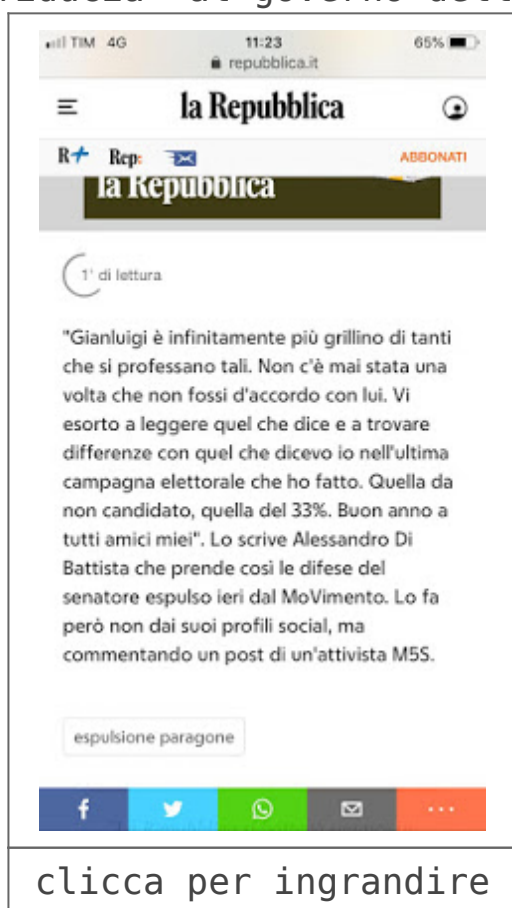 TIM 4G 11:23 65%
repubblica.it
la Repubblica
R+ Rep: ABBONATI
la Repubblica
1' di lettura
"Gianluigi è infinitamente più grillino di tanti
che si professano tali. Non c'è mai stata una
volta che non fossi d'accordo con lui. Vi
esorto a leggere quel che dice e a trovare
differenze con quel che dicevo io nell'ultima
campagna elettorale che ho fatto. Quella da
non candidato, quella del 33%. Buon anno a
tutti amici miei". Lo scrive Alessandro Di
Battista che prende così le difese del
senatore espulso ieri dal MoVimento. Lo fa
però non dai suoi profili social, ma
commentando un post di un'attivista M5S.
espulsione paragone
clicca per ingrandire